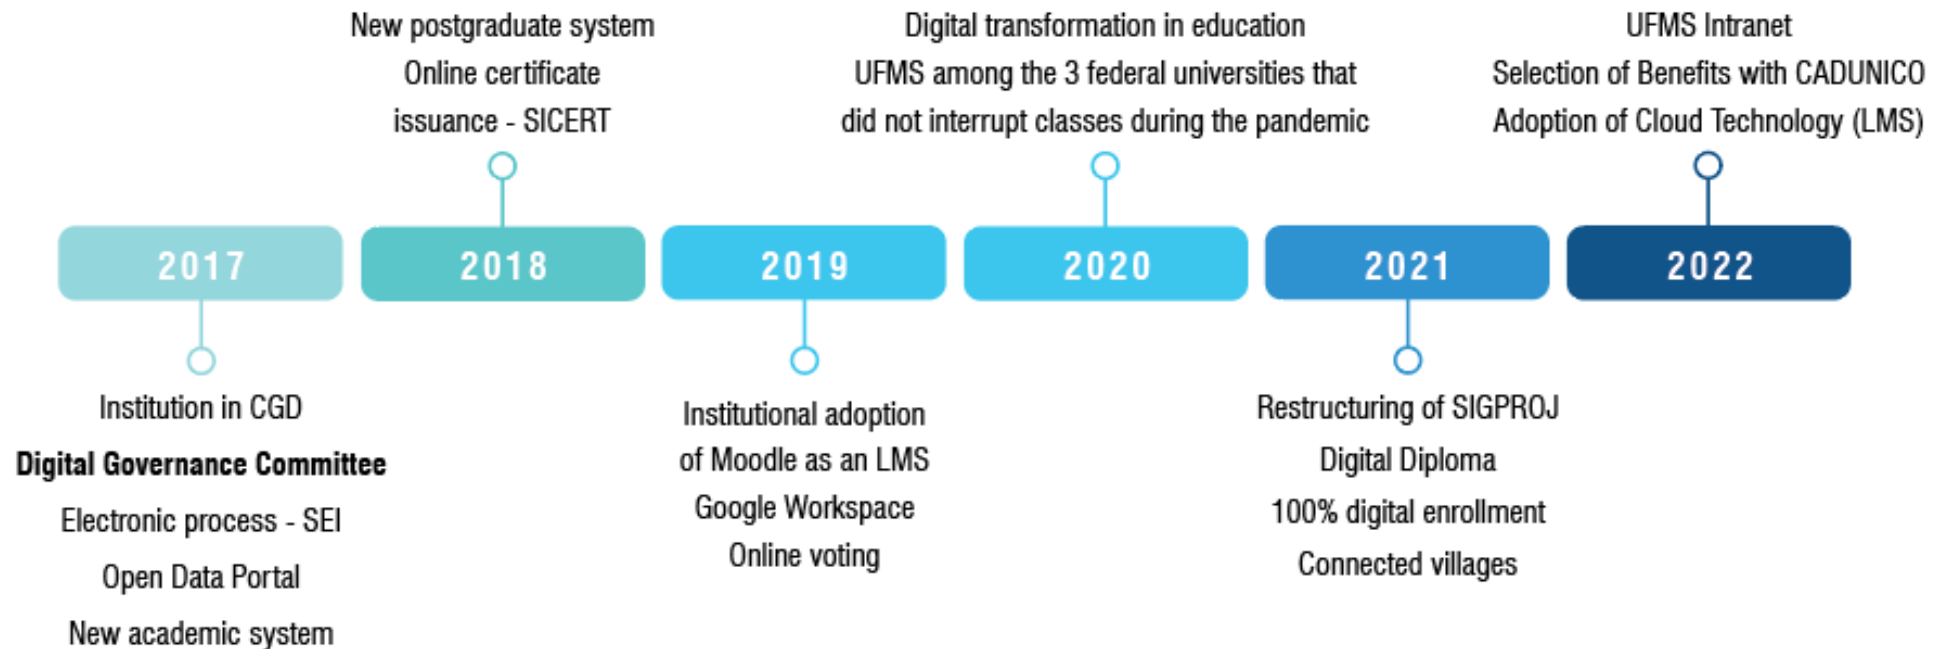 New postgraduate system
Online certificate
issuance - SICERT
Digital transformation in education
UFMS among the 3 federal universities that
did not interrupt classes during the pandemic
UFMS Intranet
Selection of Benefits with CADUNICO
Adoption of Cloud Technology (LMS)
2017
2018
2019
2020
2021
2022
Institution in CGD
Digital Governance Committee
Electronic process - SEI
Open Data Portal
New academic system
Institutional adoption
of Moodle as an LMS
Google Workspace
Online voting
Restructuring of SIGPROJ
Digital Diploma
100% digital enrollment
Connected villages